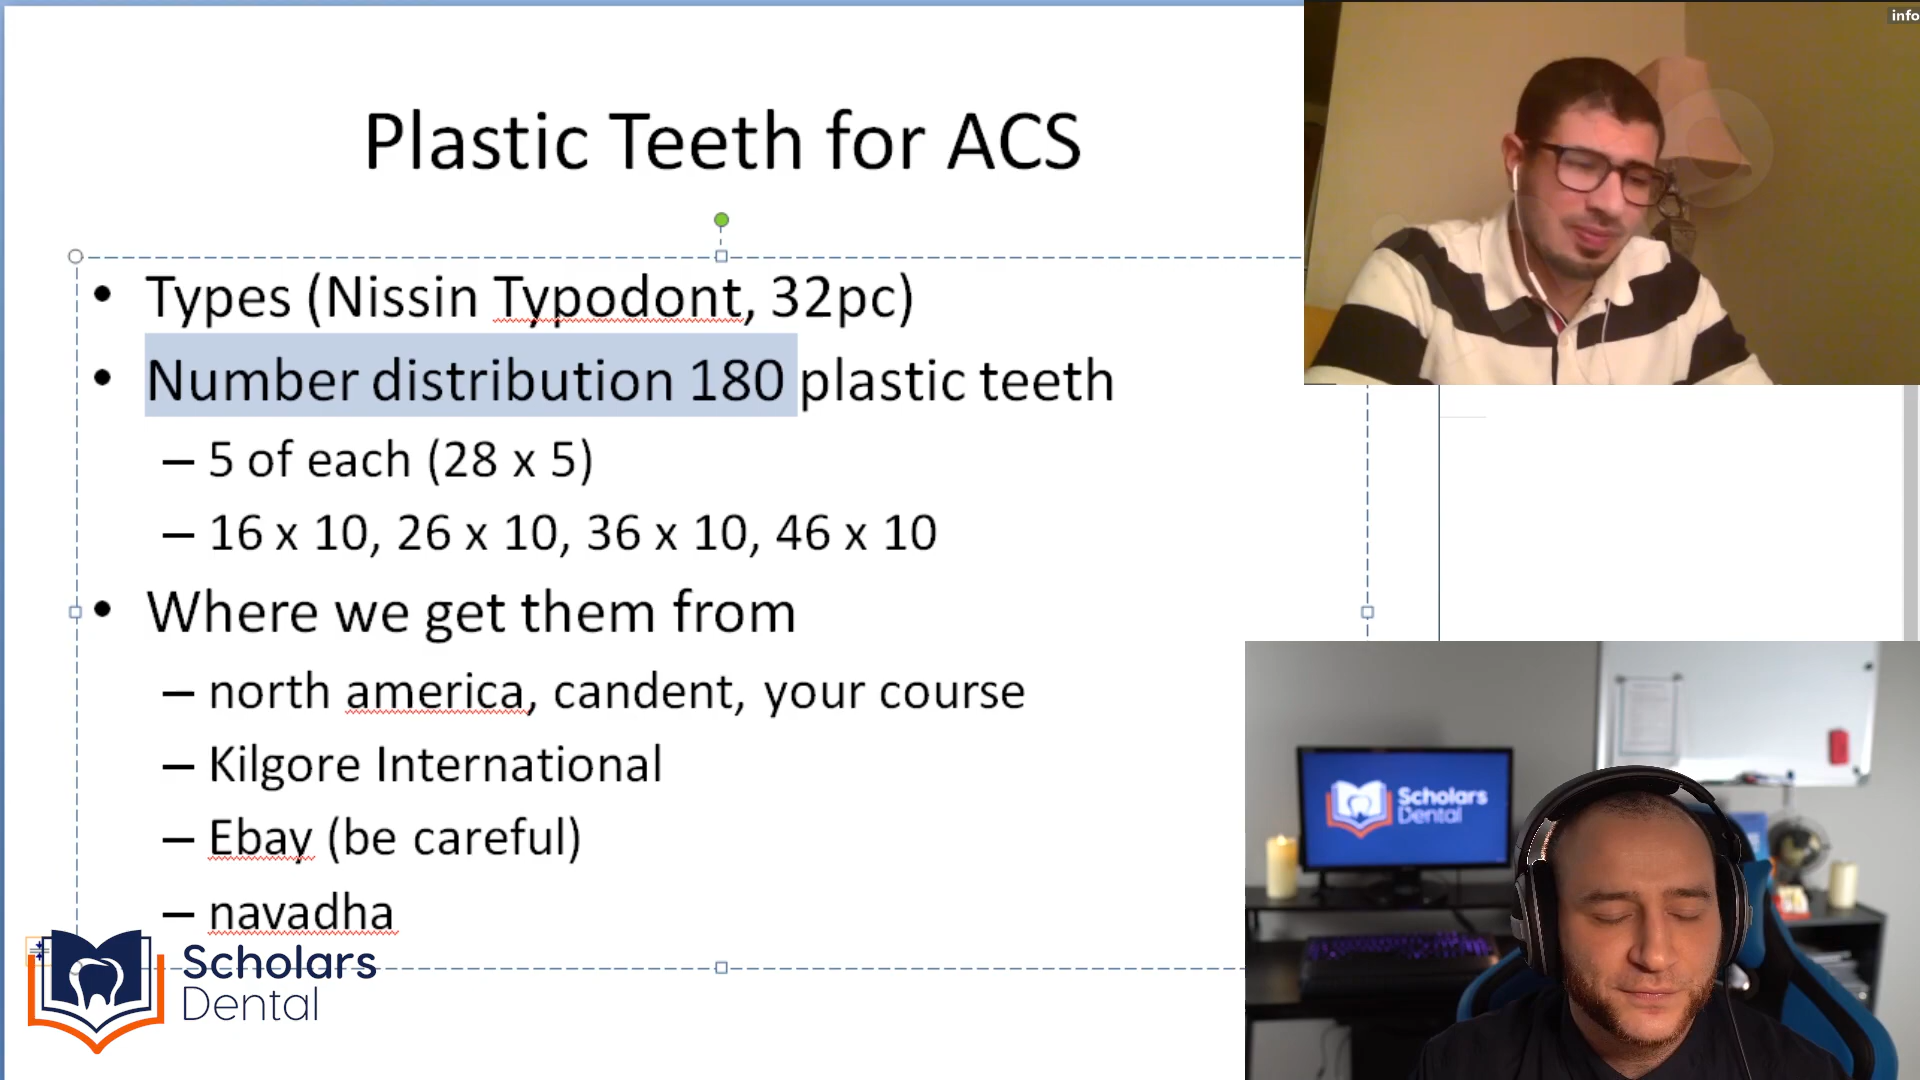 Plastic Teeth for ACS
• Types (Nissin Typodont, 32pc)
• Number distribution 180 plastic teeth
– 5 of each (28 x 5)
– 16 x 10, 26 x 10, 36 x 10, 46 x 10
• Where we get them from
– north america, candent, your course
– Kilgore International
– Ebay (be careful)
– navadha
Scholars
Dental
info
Scholars
Dental